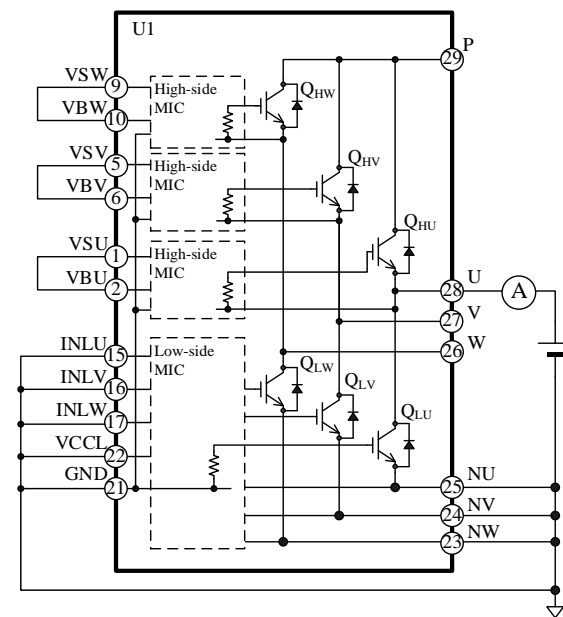 U1
P
29
VSW
9
VBW
10
High-side
MIC
QHW
VSV
5
VBV
6
High-side
MIC
QHV
VSU
1
VBU
2
High-side
MIC
QHU
U
28
A
V
27
W
26
INLU
15
INLV
16
INLW
17
VCCL
22
GND
21
Low-side
MIC
QLW
QLV
QLU
NU
25
NV
24
NW
23